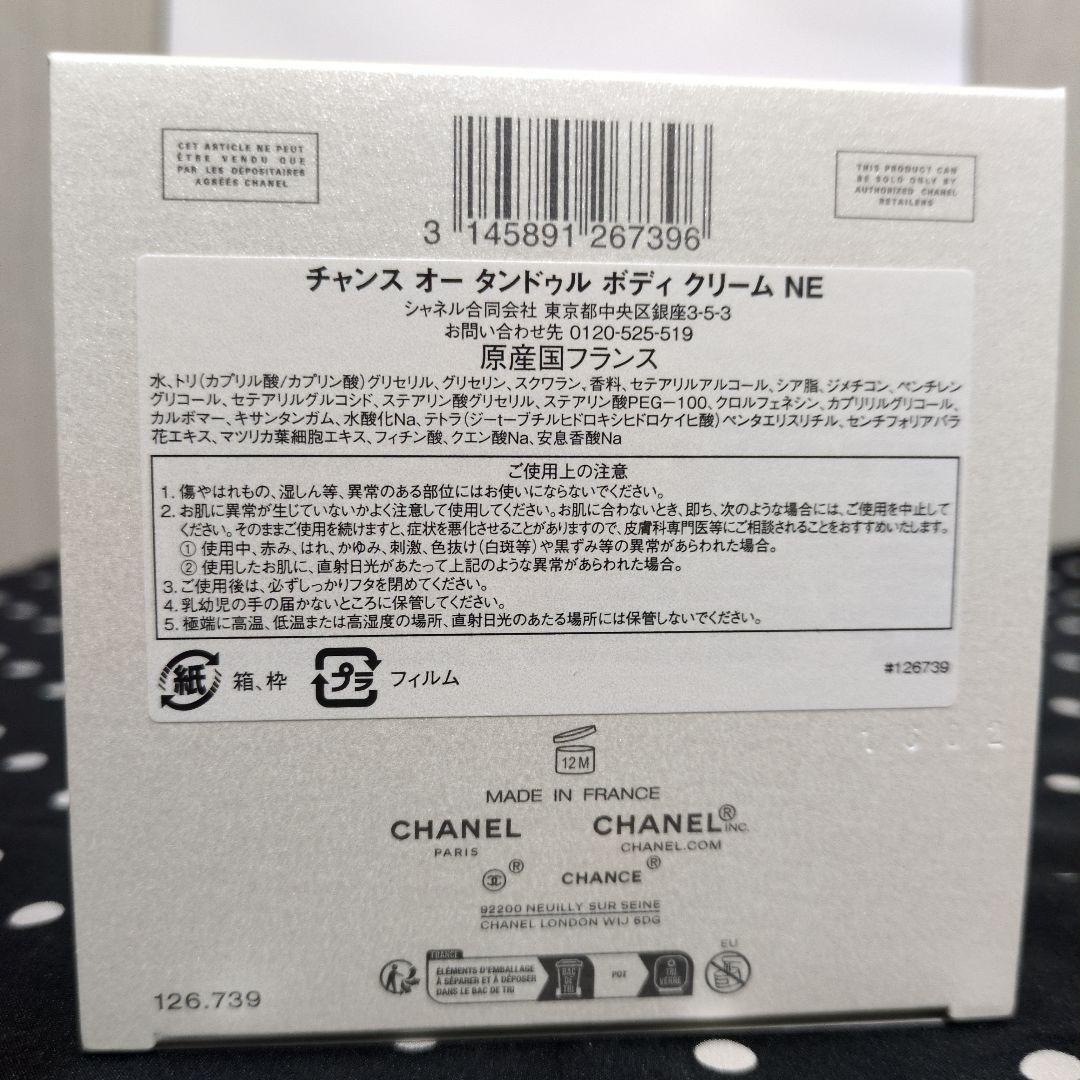 CET ARTICLE NE PEUT
ÊTRE VENDU QUE
PAR LES DÉPOSITAIRES
AGRÉÉS CHANEL
THIS PRODUCT CAN
BE SOLD ONLY BY
AUTHORIZED CHANEL
RETAILERS
3 145891 267396
チャンス オー タンドゥル ボディ クリーム NE
シャネル合同会社 東京都中央区銀座3-5-3
お問い合わせ先 0120-525-519
原産国フランス
水、トリ(カプリル酸/カプリン酸)グリセリル、グリセリン、スクワラン、香料、セテアリルアルコール、シア脂、ジメチコン、ペンチレン
グリコール、セテアリルグルコシド、ステアリン酸グリセリル、ステアリン酸PEG-100、クロルフェネシン、カプリリルグリコール、
カルボマー、キサンタンガム、水酸化Na、テトラ(ジ-t-ブチルヒドロキシヒドロケイヒ酸)ペンタエリスリチル、センチフォリアバラ
花エキス、マツリカ葉細胞エキス、フィチン酸、クエン酸Na、安息香酸Na
ご使用上の注意
1. 傷やはれもの、湿しん等、異常のある部位にはお使いにならないでください。
2. お肌に異常が生じていないかよく注意して使用してください。お肌に合わないとき、即ち、次のような場合には、ご使用を中止して
ください。そのままご使用を続けますと、症状を悪化させることがありますので、皮膚科専門医等にご相談されることをおすすめいたします。
① 使用中、赤み、はれ、かゆみ、刺激、色抜け(白斑等)や黒ずみ等の異常があらわれた場合。
② 使用したお肌に、直射日光があたって上記のような異常があらわれた場合。
3. ご使用後は、必ずしっかりフタを閉めてください。
4. 乳幼児の手の届かないところに保管してください。
5. 極端に高温、低温または高湿度の場所、直射日光のあたる場所には保管しないでください。
紙 箱、枠 プラ フィルム
#126739
12M
MADE IN FRANCE
CHANEL CHANEL® INC.
PARIS CHANEL.COM
® CHANCE ®
92200 NEUILLY SUR SEINE
CHANEL LONDON W1J 6DG
FRANCE
ÉLÉMENTS D'EMBALLAGE
À SÉPARER ET À DÉPOSER
DANS LE BAC DE TRI
BAC
DE
TRI
POT
TRI
VERRE
EU
126.739